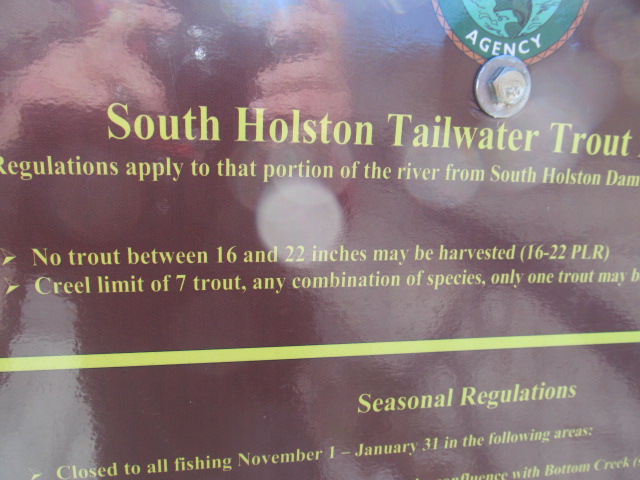 AGENCY
South Holston Tailwater Trout
Regulations apply to that portion of the river from South Holston Dam
➢ No trout between 16 and 22 inches may be harvested (16-22 PLR)
➢ Creel limit of 7 trout, any combination of species, only one trout may b
Seasonal Regulations
Closed to all fishing November 1 – January 31 in the following areas:
confluence with Bottom Creek (